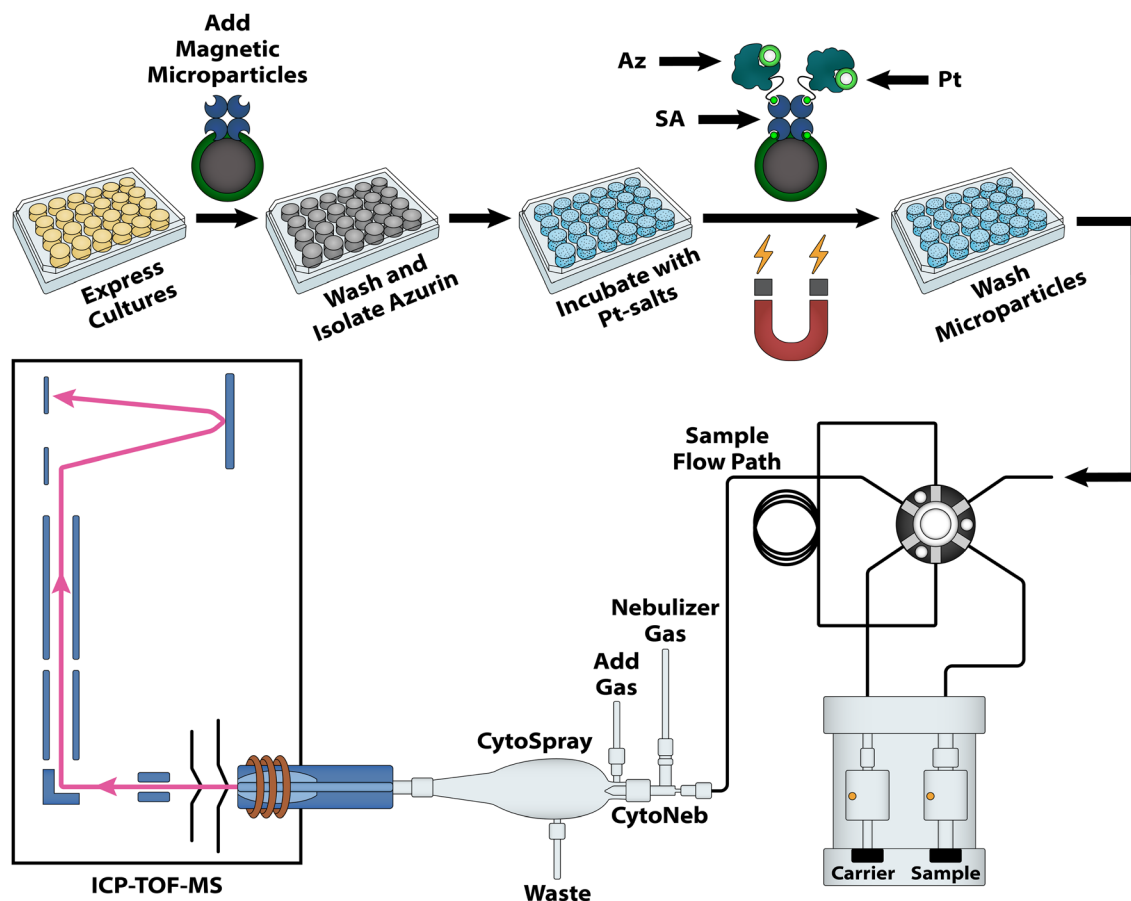 Add
Magnetic
Microparticles
Az
Pt
SA
Express
Cultures
Wash and
Isolate Azurin
Incubate with
Pt-salts
Wash
Microparticles
Sample
Flow Path
Nebulizer
Gas
Add
Gas
CytoSpray
CytoNeb
Waste
Carrier
Sample
ICP-TOF-MS